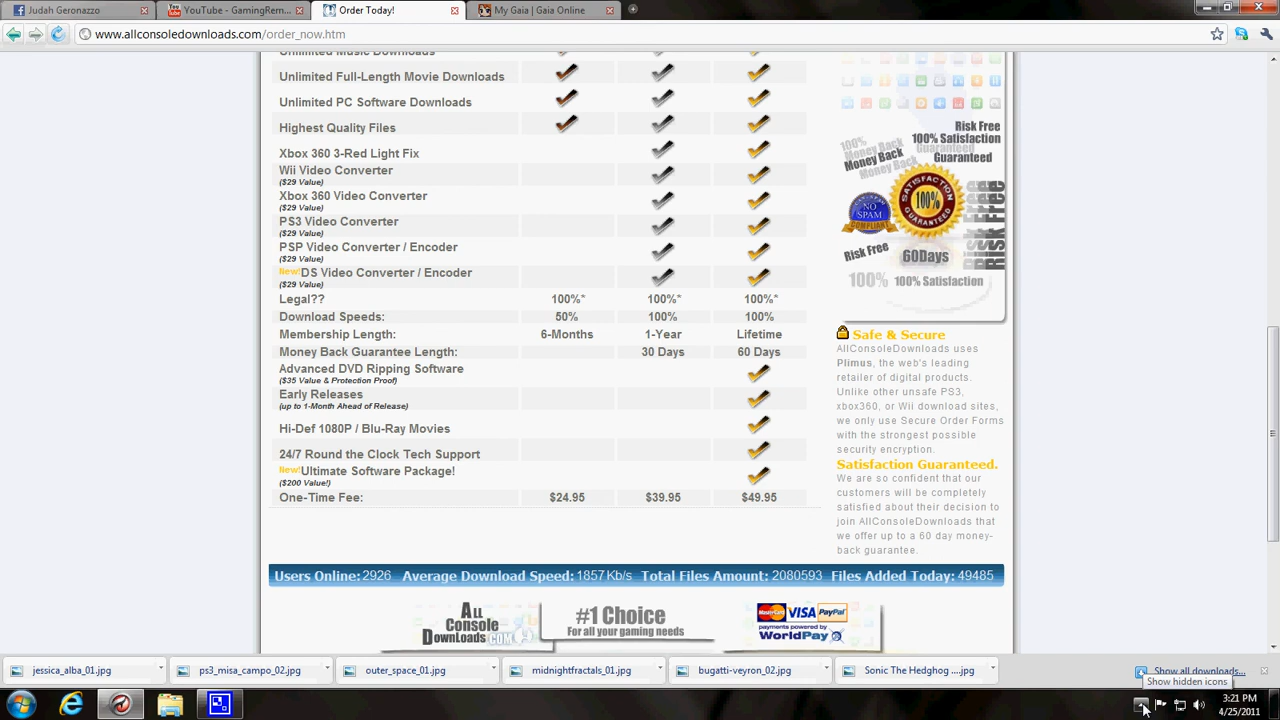 Judah Geronazzo
YouTube - GamingRem...
Order Today!
My Gaia | Gaia Online
www.allconsoledownloads.com/order_now.htm
Unlimited Music Downloads
Unlimited Full-Length Movie Downloads
Unlimited PC Software Downloads
Highest Quality Files
Xbox 360 3-Red Light Fix
Wii Video Converter
($29 Value)
Xbox 360 Video Converter
($29 Value)
PS3 Video Converter
($29 Value)
PSP Video Converter / Encoder
($29 Value)
New! DS Video Converter / Encoder
($29 Value)
Legal?? 100%* 100%* 100%*
Download Speeds: 50% 100% 100%
Membership Length: 6-Months 1-Year Lifetime
Money Back Guarantee Length: 30 Days 60 Days
Advanced DVD Ripping Software
($35 Value & Protection Proof)
Early Releases
(up to 1-Month Ahead of Release)
Hi-Def 1080P / Blu-Ray Movies
24/7 Round the Clock Tech Support
New! Ultimate Software Package!
($200 Value!)
One-Time Fee: $24.95 $39.95 $49.95
Risk Free
100% Satisfaction
Guaranteed
Guaranteed
100%
Money Back
Money Back
Money Back
SATISFACTION
100%
GUARANTEED
NO
SPAM
COMPLIANT
RISK FREE
Risk Free
60Days
100% 100% Satisfaction
Safe & Secure
AllConsoleDownloads uses
Plimus, the web's leading
retailer of digital products.
Unlike other unsafe PS3,
xbox360, or Wii download sites,
we only use Secure Order Forms
with the strongest possible
security encryption.
Satisfaction Guaranteed.
We are so confident that our
customers will be completely
satisfied about their decision to
join AllConsoleDownloads that
we offer up to a 60 day money-
back guarantee.
Users Online: 2926 Average Download Speed: 1857 Kb/s Total Files Amount: 2080593 Files Added Today: 49485
All
Console
Downloads.com
#1 Choice
For all your gaming needs
MasterCard VISA PayPal
payments powered by
WorldPay
jessica_alba_01.jpg
ps3_misa_campo_02.jpg
outer_space_01.jpg
midnightfractals_01.jpg
bugatti-veyron_02.jpg
Sonic The Hedghog ....jpg
Show all downloads...
Show hidden icons
3:21 PM
4/25/2011